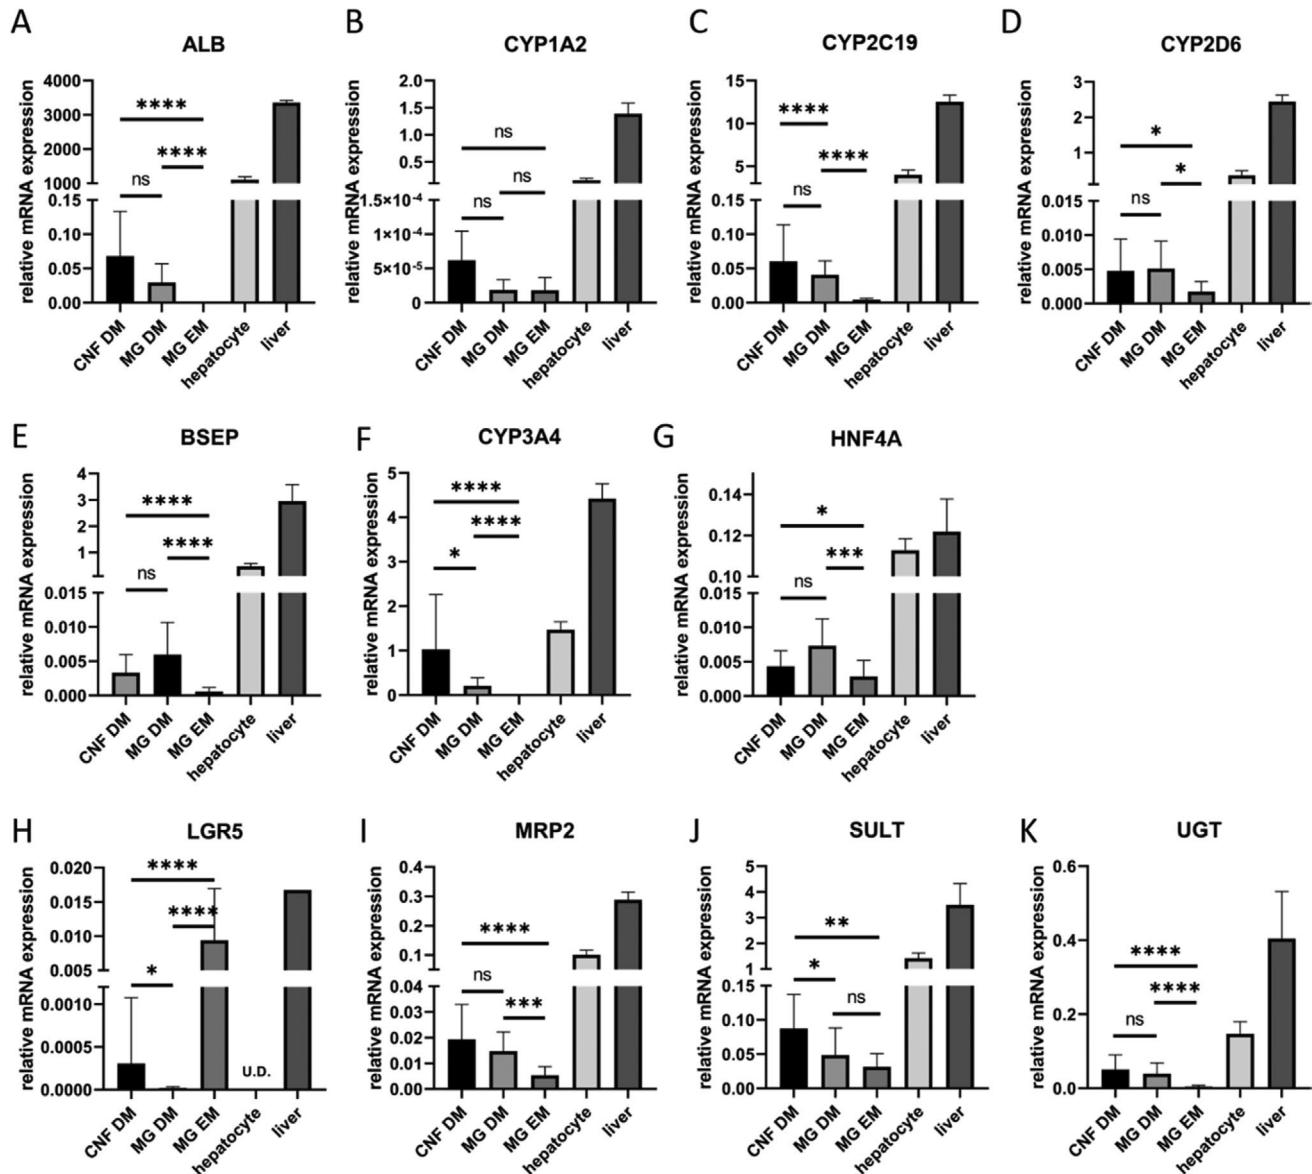 A
ALB
relative mRNA expression
4000
3000
2000
1000
0.15
0.10
0.05
0.00
****
****
ns
CNF DM
MG DM
MG EM
hepatocyte
liver
B
CYP1A2
relative mRNA expression
2.0
1.5
1.0
0.5
1.5×10⁻⁴
1×10⁻⁴
5×10⁻⁵
0
ns
ns
ns
CNF DM
MG DM
MG EM
hepatocyte
liver
C
CYP2C19
relative mRNA expression
15
10
5
0.15
0.10
0.05
0.00
****
****
ns
CNF DM
MG DM
MG EM
hepatocyte
liver
D
CYP2D6
relative mRNA expression
3
2
1
0.015
0.010
0.005
0.000
*
*
ns
CNF DM
MG DM
MG EM
hepatocyte
liver
E
BSEP
relative mRNA expression
4
3
2
1
0.015
0.010
0.005
0.000
****
****
ns
CNF DM
MG DM
MG EM
hepatocyte
liver
F
CYP3A4
relative mRNA expression
5
4
3
2
1
0
****
****
*
CNF DM
MG DM
MG EM
hepatocyte
liver
G
HNF4A
relative mRNA expression
0.14
0.12
0.10
0.015
0.010
0.005
0.000
*
***
ns
CNF DM
MG DM
MG EM
hepatocyte
liver
H
LGR5
relative mRNA expression
0.020
0.015
0.010
0.005
0.0010
0.0005
0.0000
****
****
*
U.D.
CNF DM
MG DM
MG EM
hepatocyte
liver
I
MRP2
relative mRNA expression
0.4
0.3
0.2
0.1
0.04
0.03
0.02
0.01
0.00
****
ns
***
CNF DM
MG DM
MG EM
hepatocyte
liver
J
SULT
relative mRNA expression
5
4
3
2
1
0.15
0.10
0.05
0.00
**
*
ns
CNF DM
MG DM
MG EM
hepatocyte
liver
K
UGT
relative mRNA expression
0.6
0.4
0.2
0.0
****
****
ns
CNF DM
MG DM
MG EM
hepatocyte
liver